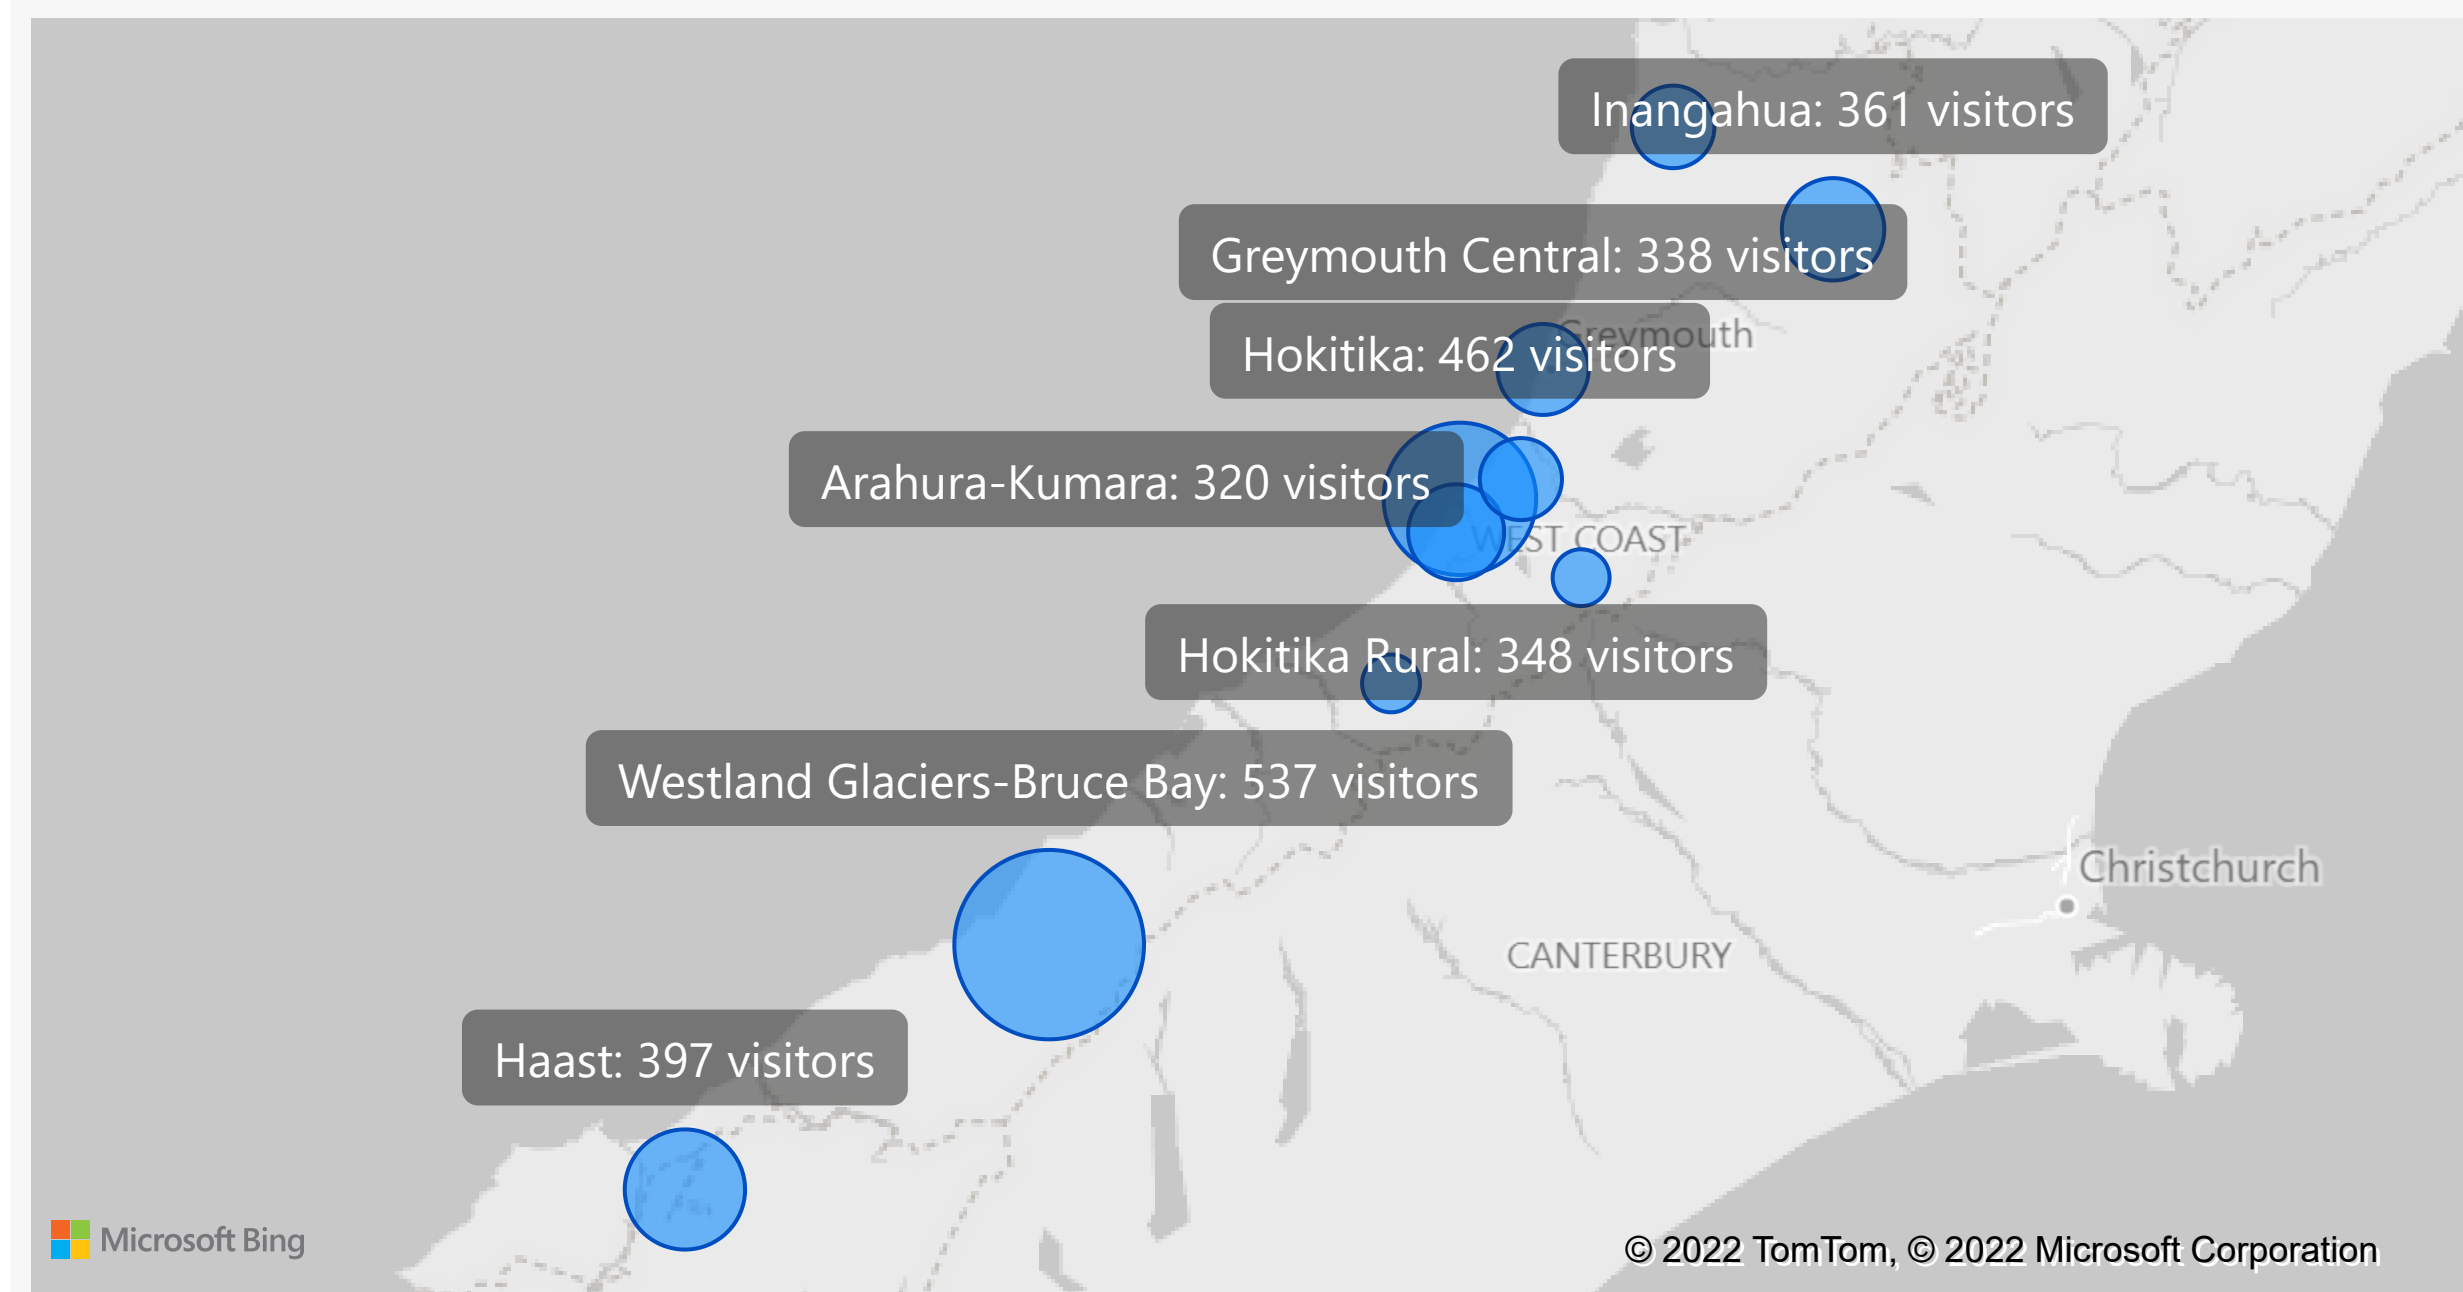 Inangahua: 361 visitors
Greymouth Central: 338 visitors
Greymouth
Hokitika: 462 visitors
Arahura-Kumara: 320 visitors
WEST COAST
Hokitika Rural: 348 visitors
Westland Glaciers-Bruce Bay: 537 visitors
Christchurch
CANTERBURY
Haast: 397 visitors
Microsoft Bing
© 2022 TomTom, © 2022 Microsoft Corporation